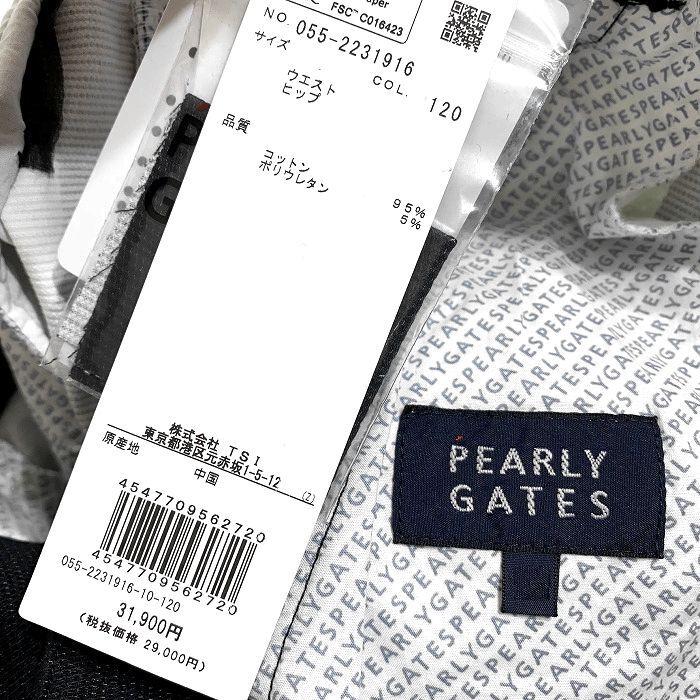 FSC™ C016423
NO. 055-2231916
サイズ
COL. 120
ウエスト
ヒップ
品質
コットン 95%
ポリウレタン 5%
株式会社 TSI
東京都港区元赤坂1-5-12
原産地 中国 (Z)
4547709562720
4547709562720
055-2231916-10-120
31,900円
(税抜価格 29,000円)
PEARLY
GATES